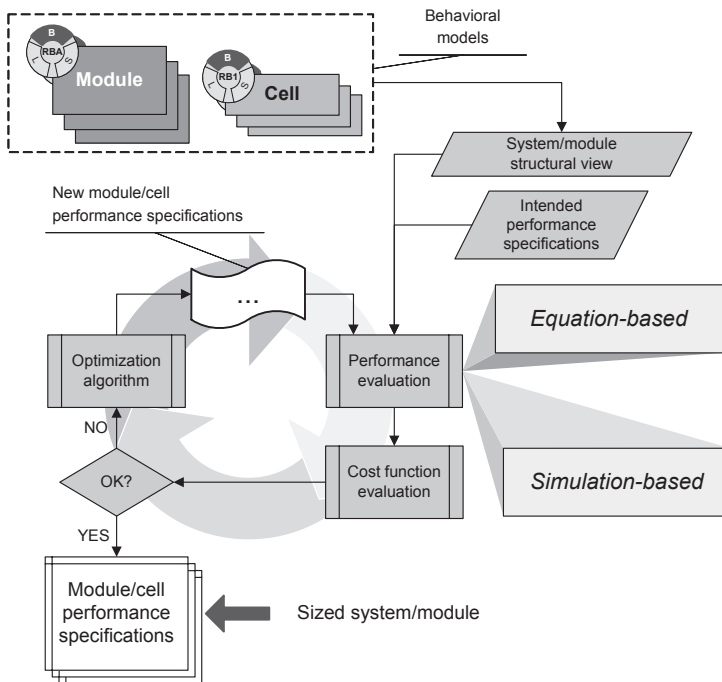 B
RBA
L
S
Module
B
RB1
L
S
Cell
Behavioral
models
System/module
structural view
Intended
performance
specifications
New module/cell
performance specifications
...
Optimization
algorithm
Performance
evaluation
Equation-based
NO
OK?
Cost function
evaluation
Simulation-based
YES
Module/cell
performance
specifications
Sized system/module